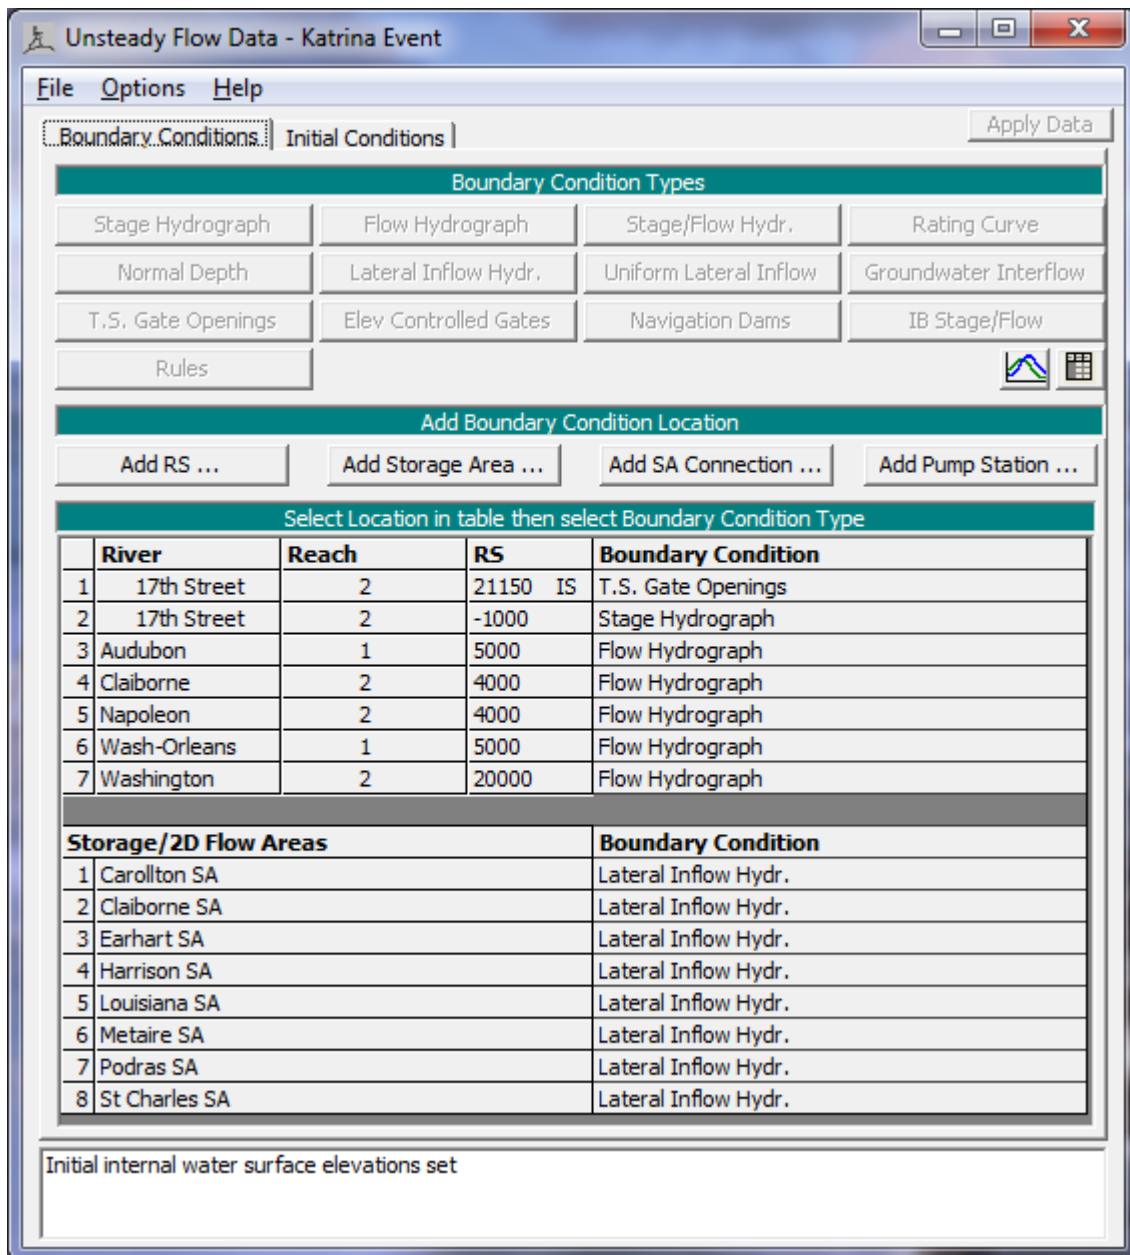 Unsteady Flow Data - Katrina Event
File Options Help
Boundary Conditions Initial Conditions Apply Data
Boundary Condition Types
Stage Hydrograph Flow Hydrograph Stage/Flow Hydr. Rating Curve
Normal Depth Lateral Inflow Hydr. Uniform Lateral Inflow Groundwater Interflow
T.S. Gate Openings Elev Controlled Gates Navigation Dams IB Stage/Flow
Rules
Add Boundary Condition Location
Add RS ... Add Storage Area ... Add SA Connection ... Add Pump Station ...
Select Location in table then select Boundary Condition Type
River Reach RS Boundary Condition
1 17th Street 2 21150 IS T.S. Gate Openings
2 17th Street 2 -1000 Stage Hydrograph
3 Audubon 1 5000 Flow Hydrograph
4 Claiborne 2 4000 Flow Hydrograph
5 Napoleon 2 4000 Flow Hydrograph
6 Wash-Orleans 1 5000 Flow Hydrograph
7 Washington 2 20000 Flow Hydrograph
Storage/2D Flow Areas Boundary Condition
1 Carollton SA Lateral Inflow Hydr.
2 Claiborne SA Lateral Inflow Hydr.
3 Earhart SA Lateral Inflow Hydr.
4 Harrison SA Lateral Inflow Hydr.
5 Louisiana SA Lateral Inflow Hydr.
6 Metaire SA Lateral Inflow Hydr.
7 Podras SA Lateral Inflow Hydr.
8 St Charles SA Lateral Inflow Hydr.
Initial internal water surface elevations set